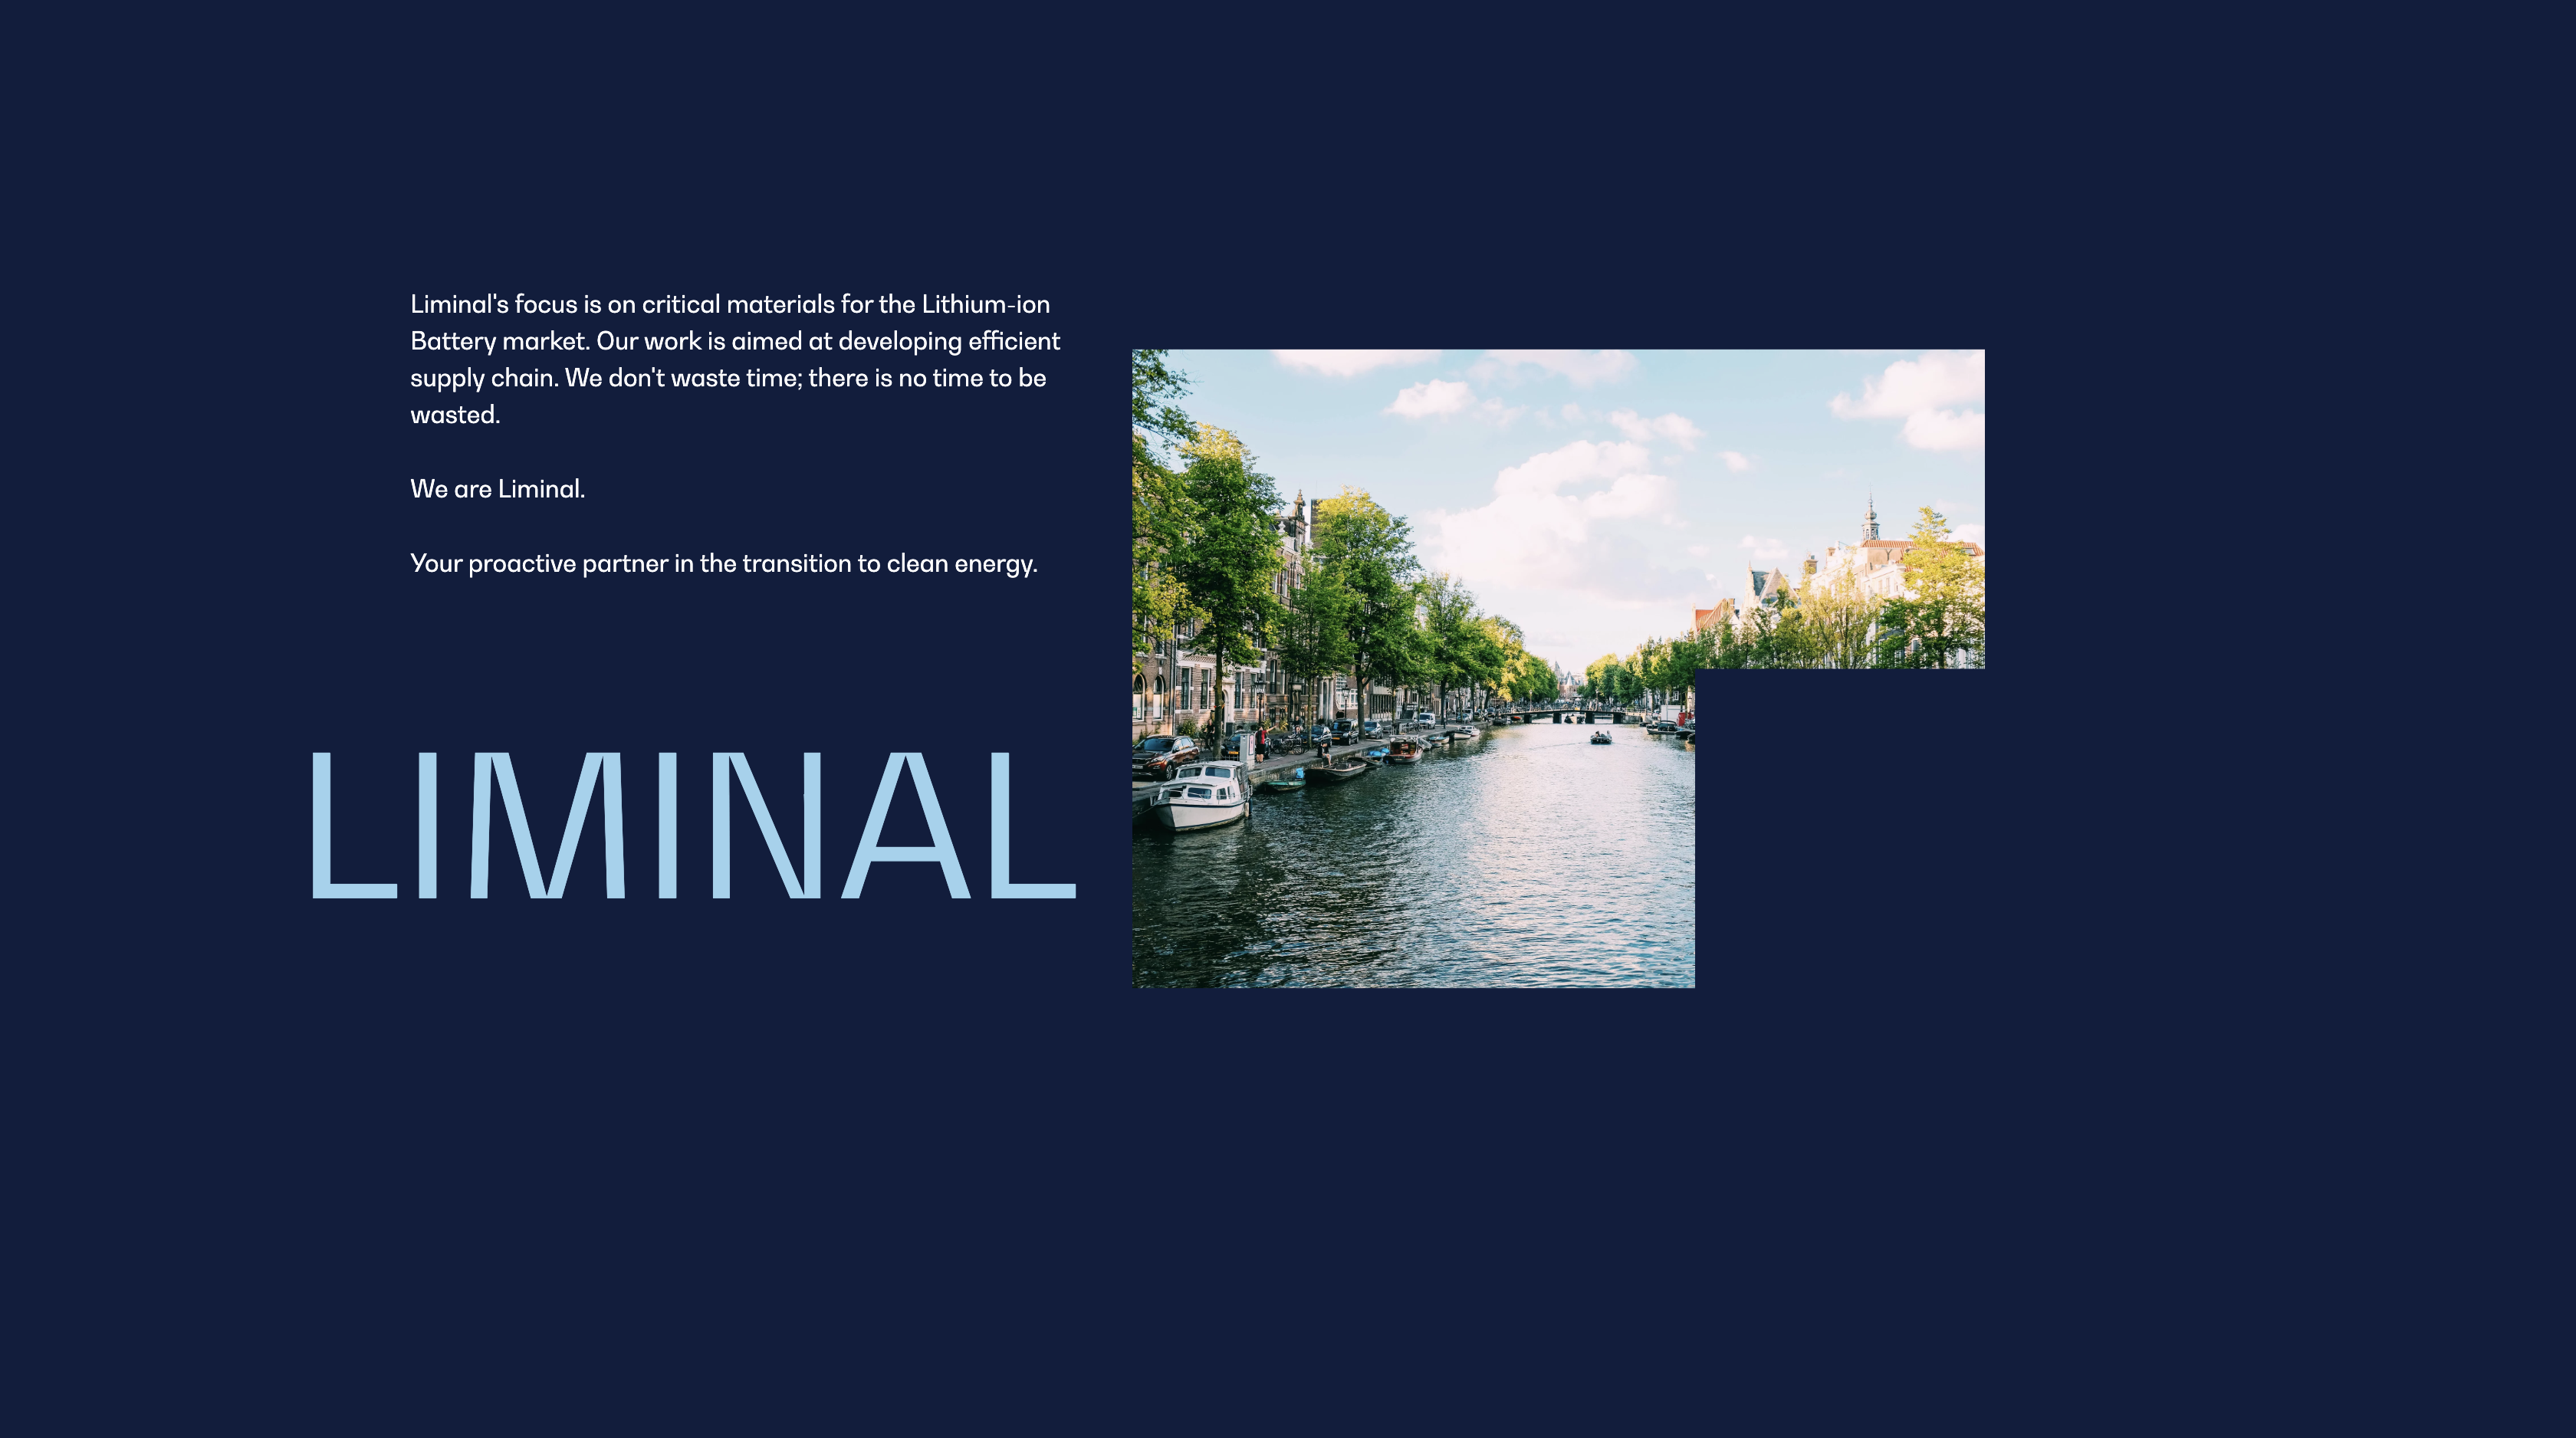 Liminal's focus is on critical materials for the Lithium-ion
Battery market. Our work is aimed at developing efficient
supply chain. We don't waste time; there is no time to be
wasted.
We are Liminal.
Your proactive partner in the transition to clean energy.
LIMINAL